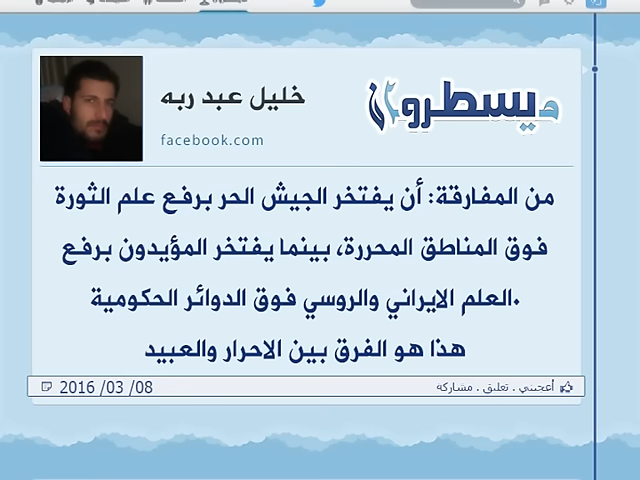 خليل عبد ربه
facebook.com
من المفارقة: أن يفتخر الجيش الحر برفع علم الثورة
فوق المناطق المحررة، بينما يفتخر المؤيدون برفع
العلم الايراني والروسي فوق الدوائر الحكومية.
هذا هو الفرق بين الاحرار والعبيد
أعجبني . تعليق . مشاركه
2016 /03 /08